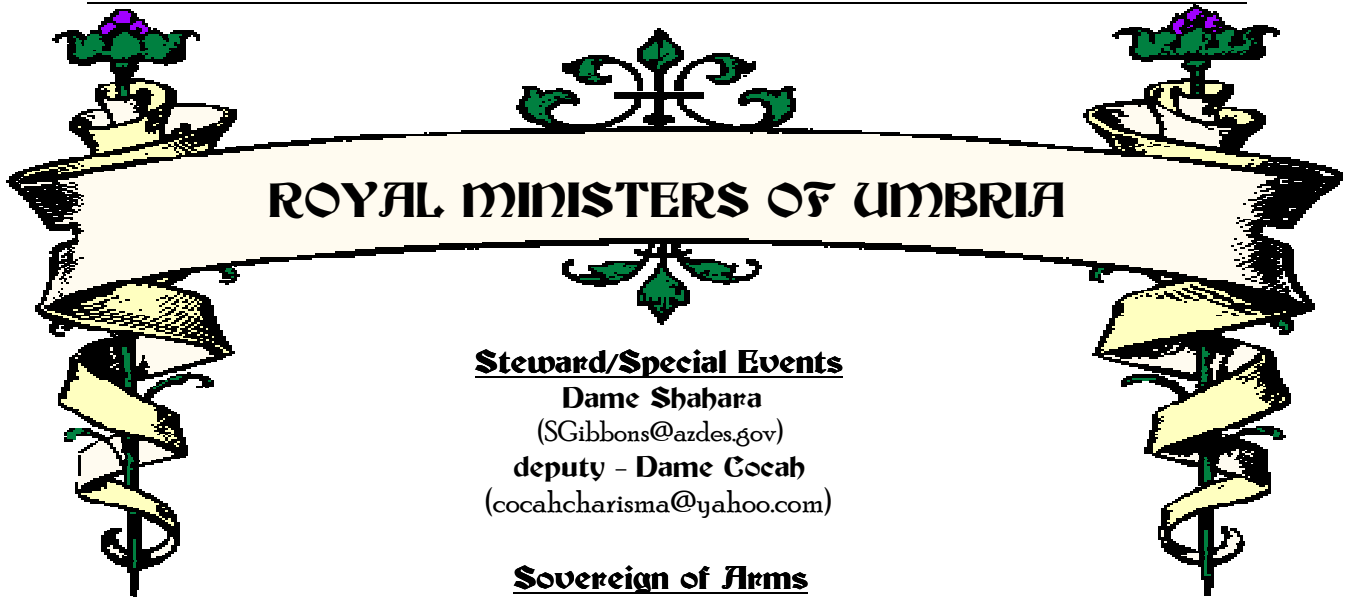 ROYAL MINISTERS OF UMBRIA
Steward/Special Events
Dame Shahara
(SGibbons@azdes.gov)
deputy - Dame Cocah
(cocahcharisma@yahoo.com)
Sovereign of Arms